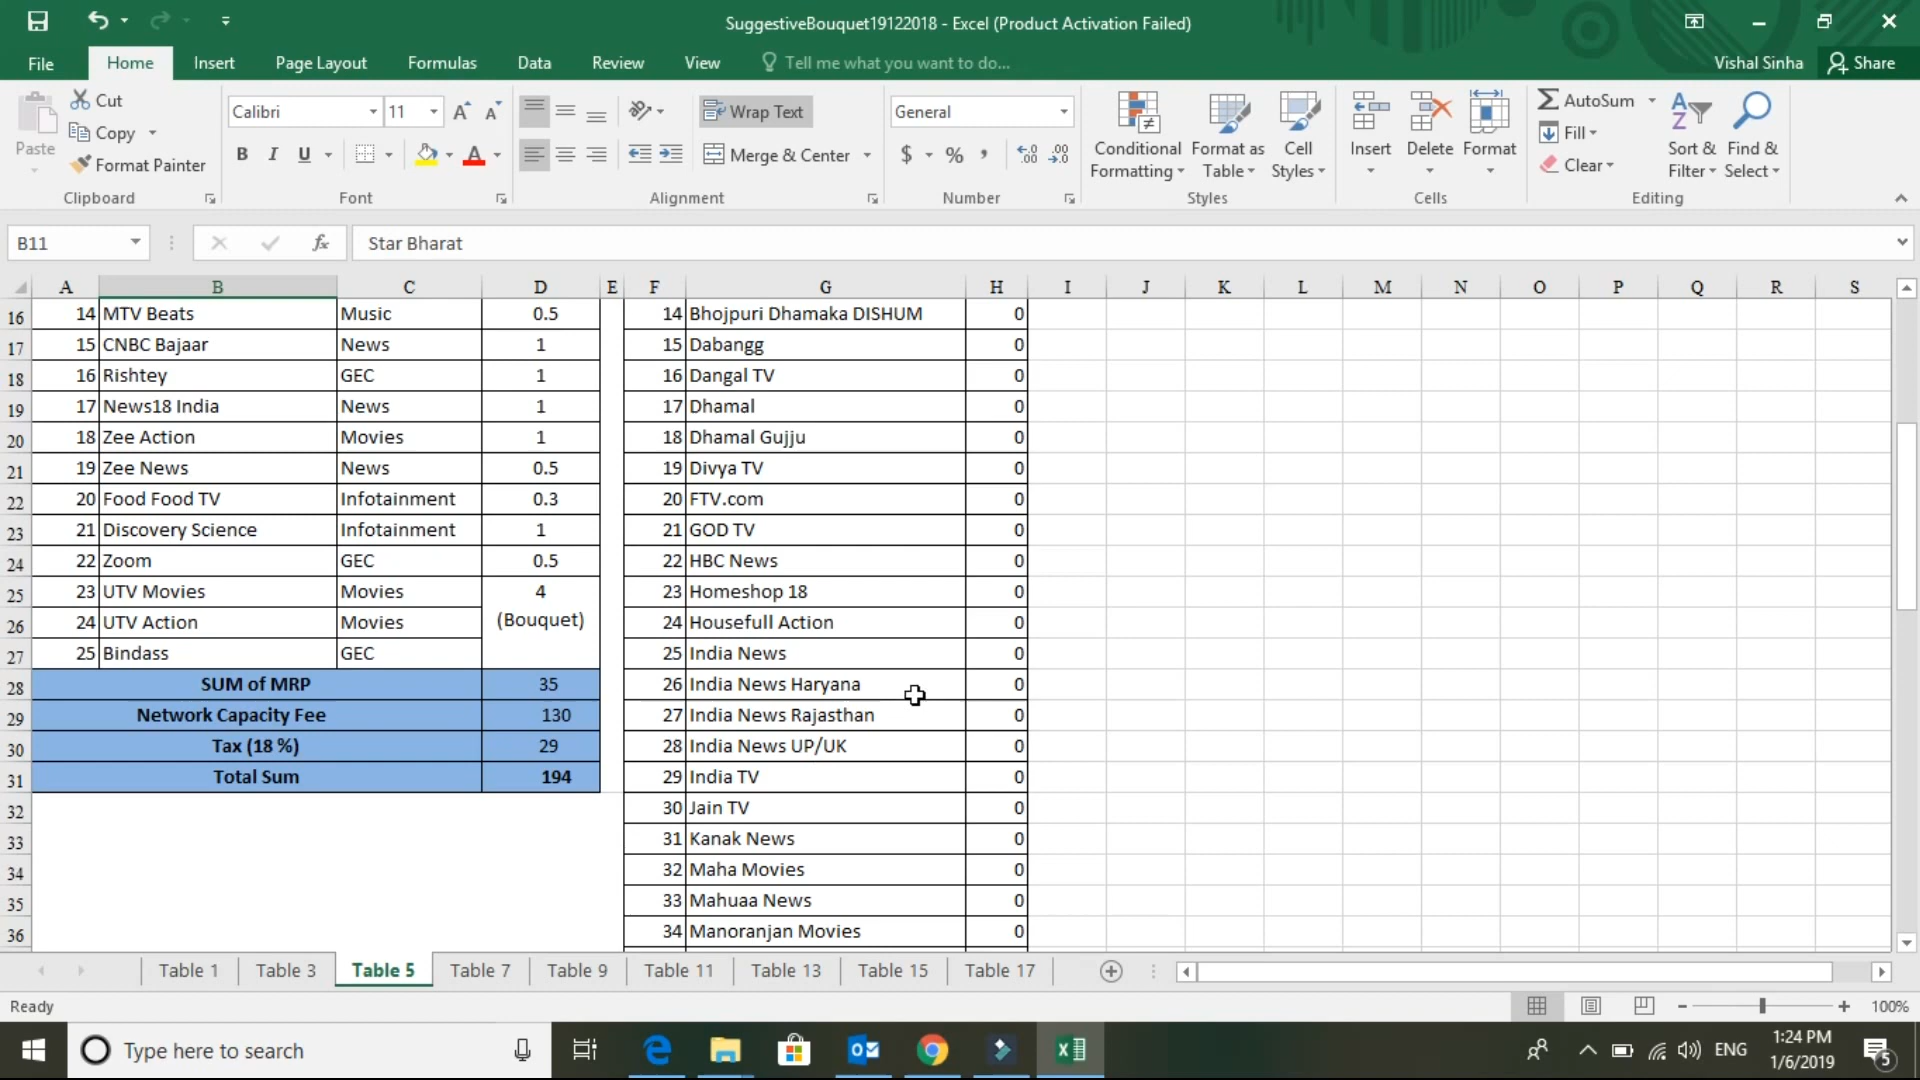 SuggestiveBouquet19122018 - Excel (Product Activation Failed)
File Home Insert Page Layout Formulas Data Review View Tell me what you want to do... Vishal Sinha Share
Paste Cut Copy Format Painter Clipboard
Calibri 11 B I U Font
Wrap Text Merge & Center Alignment
General $ % Number
Conditional Formatting Format as Table Cell Styles Styles
Insert Delete Format Cells
AutoSum Fill Clear Sort & Filter Find & Select Editing
B11 fx Star Bharat
A B C D E F G H I J K L M N O P Q R S
16 14 MTV Beats Music 0.5 14 Bhojpuri Dhamaka DISHUM 0
17 15 CNBC Bajaar News 1 15 Dabangg 0
18 16 Rishtey GEC 1 16 Dangal TV 0
19 17 News18 India News 1 17 Dhamal 0
20 18 Zee Action Movies 1 18 Dhamal Gujju 0
21 19 Zee News News 0.5 19 Divya TV 0
22 20 Food Food TV Infotainment 0.3 20 FTV.com 0
23 21 Discovery Science Infotainment 1 21 GOD TV 0
24 22 Zoom GEC 0.5 22 HBC News 0
25 23 UTV Movies Movies 4 23 Homeshop 18 0
26 24 UTV Action Movies (Bouquet) 24 Housefull Action 0
27 25 Bindass GEC 25 India News 0
28 SUM of MRP 35 26 India News Haryana 0
29 Network Capacity Fee 130 27 India News Rajasthan 0
30 Tax (18 %) 29 28 India News UP/UK 0
31 Total Sum 194 29 India TV 0
32 30 Jain TV 0
33 31 Kanak News 0
34 32 Maha Movies 0
35 33 Mahuaa News 0
36 34 Manoranjan Movies 0
Table 1 Table 3 Table 5 Table 7 Table 9 Table 11 Table 13 Table 15 Table 17
Ready 100%
Type here to search ENG 1:24 PM
1/6/2019 5